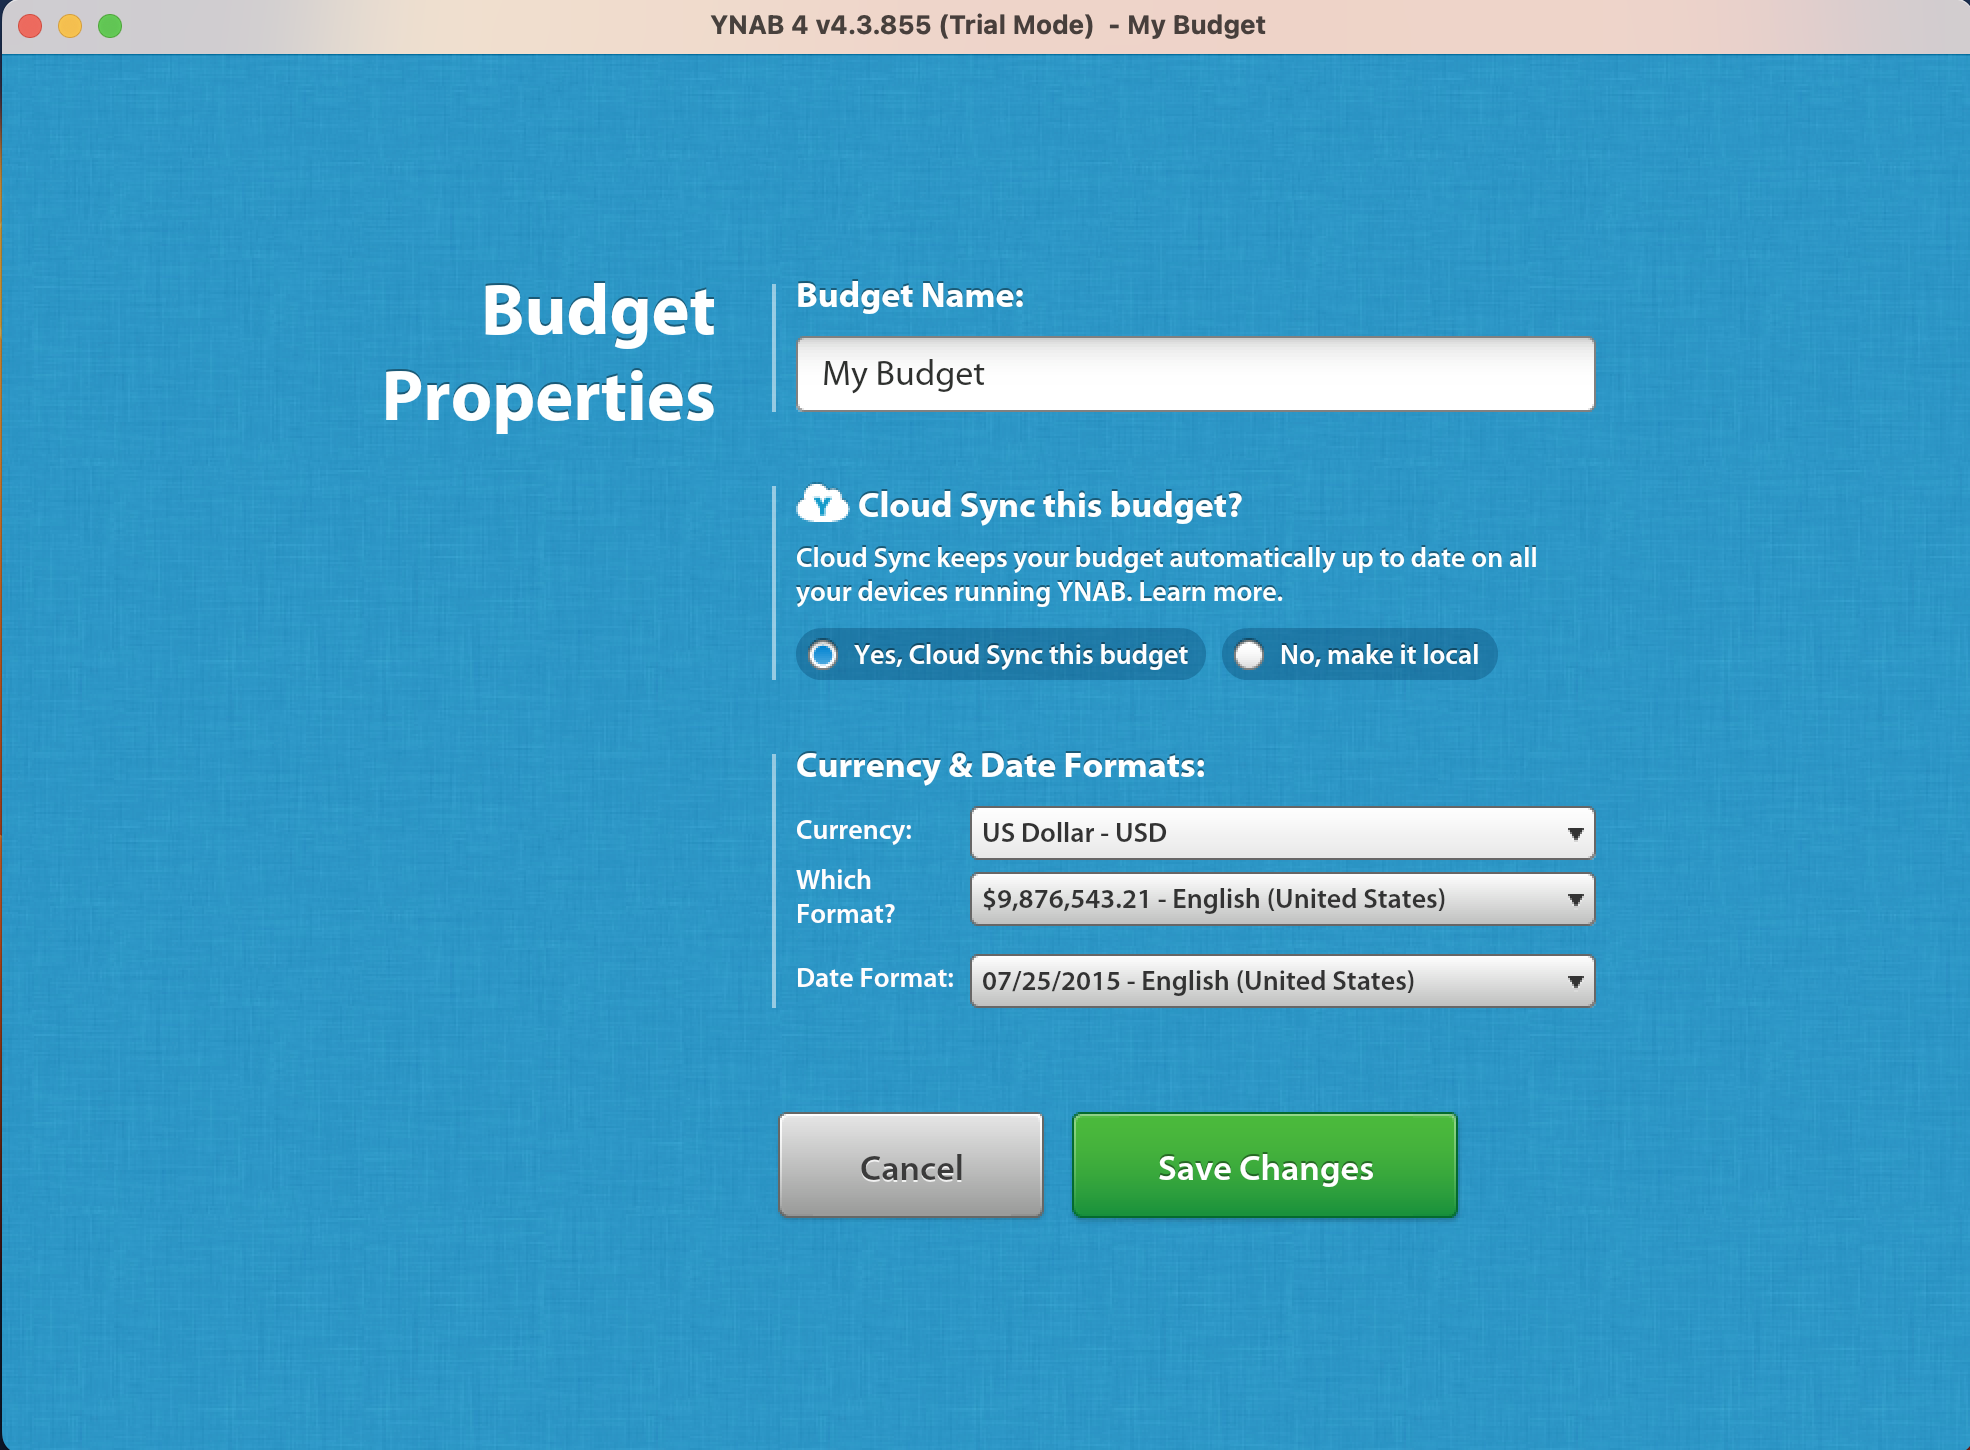 YNAB 4 v4.3.855 (Trial Mode) - My Budget
Budget
Properties
Budget Name:
My Budget
Y Cloud Sync this budget?
Cloud Sync keeps your budget automatically up to date on all
your devices running YNAB. Learn more.
Yes, Cloud Sync this budget No, make it local
Currency & Date Formats:
Currency: US Dollar - USD
Which
Format?
$9,876,543.21 - English (United States)
Date Format: 07/25/2015 - English (United States)
Cancel Save Changes